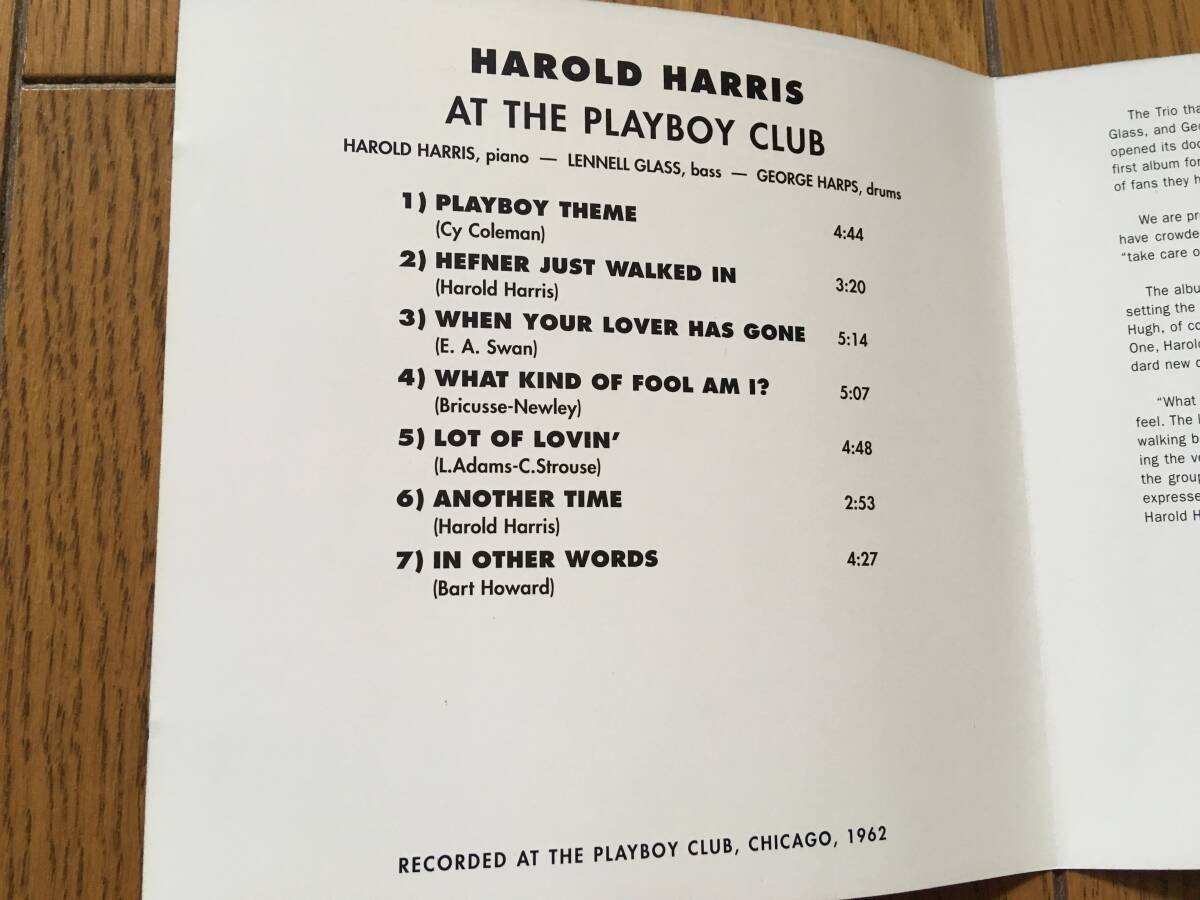 HAROLD HARRIS
AT THE PLAYBOY CLUB
HAROLD HARRIS, piano — LENNELL GLASS, bass — GEORGE HARPS, drums
1) PLAYBOY THEME 4:44
(Cy Coleman)
2) HEFNER JUST WALKED IN 3:20
(Harold Harris)
3) WHEN YOUR LOVER HAS GONE 5:14
(E. A. Swan)
4) WHAT KIND OF FOOL AM I? 5:07
(Bricusse-Newley)
5) LOT OF LOVIN' 4:48
(L.Adams-C.Strouse)
6) ANOTHER TIME 2:53
(Harold Harris)
7) IN OTHER WORDS 4:27
(Bart Howard)
RECORDED AT THE PLAYBOY CLUB, CHICAGO, 1962
The Trio
Glass, and
opened its
first album for
of fans they
We are
have
"take care
The
setting the
Hugh, of
One,
dard new
"What
feel. The
walking
ing the
the
Harold